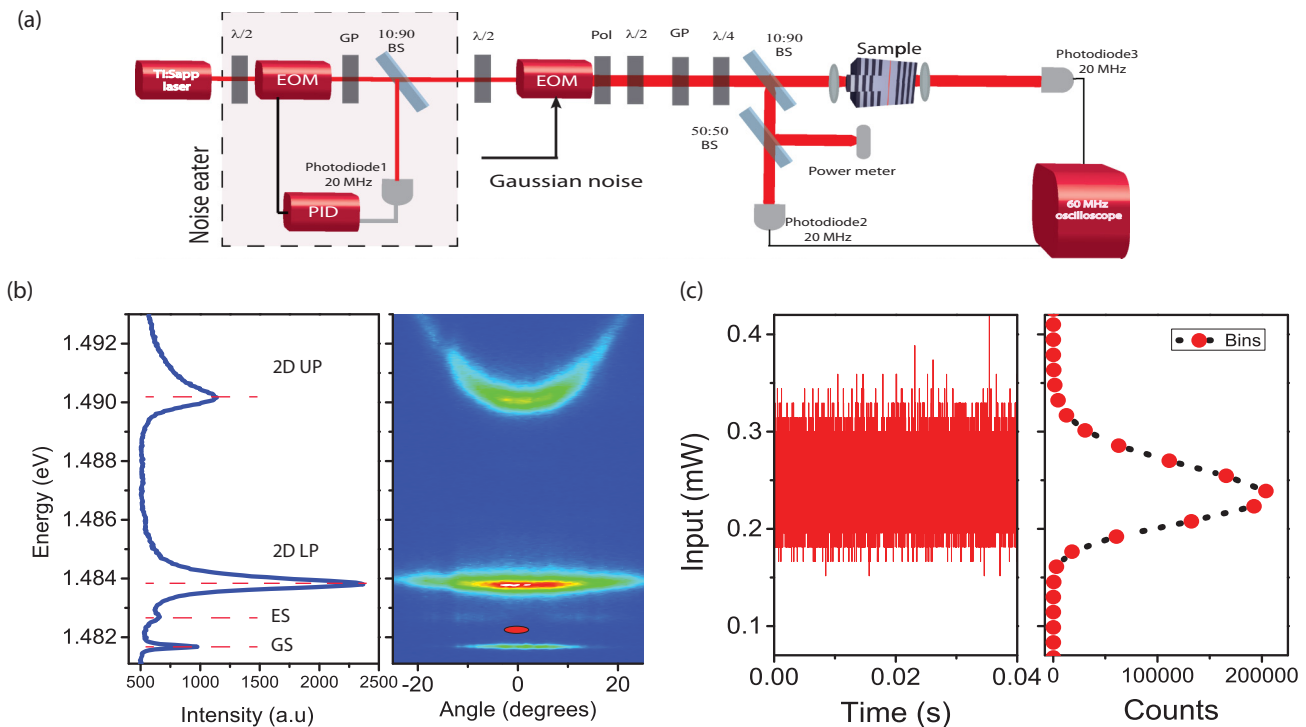 (a)
λ/2
GP
10:90
BS
λ/2
Pol
λ/2
GP
λ/4
10:90
BS
Sample
Photodiode3
20 MHz
Ti:Sapp
laser
EOM
EOM
50:50
BS
Power meter
Noise eater
Photodiode1
20 MHz
PID
Gaussian noise
Photodiode2
20 MHz
60 MHz
oscilloscope
(b)
Energy (eV)
1.492
1.490
1.488
1.486
1.484
1.482
2D UP
2D LP
ES
GS
500 1000 1500 2000 2500
Intensity (a.u)
-20 0 20
Angle (degrees)
(c)
Input (mW)
0.4
0.3
0.2
0.1
0.00 0.02 0.04
Time (s)
Bins
0 100000 200000
Counts